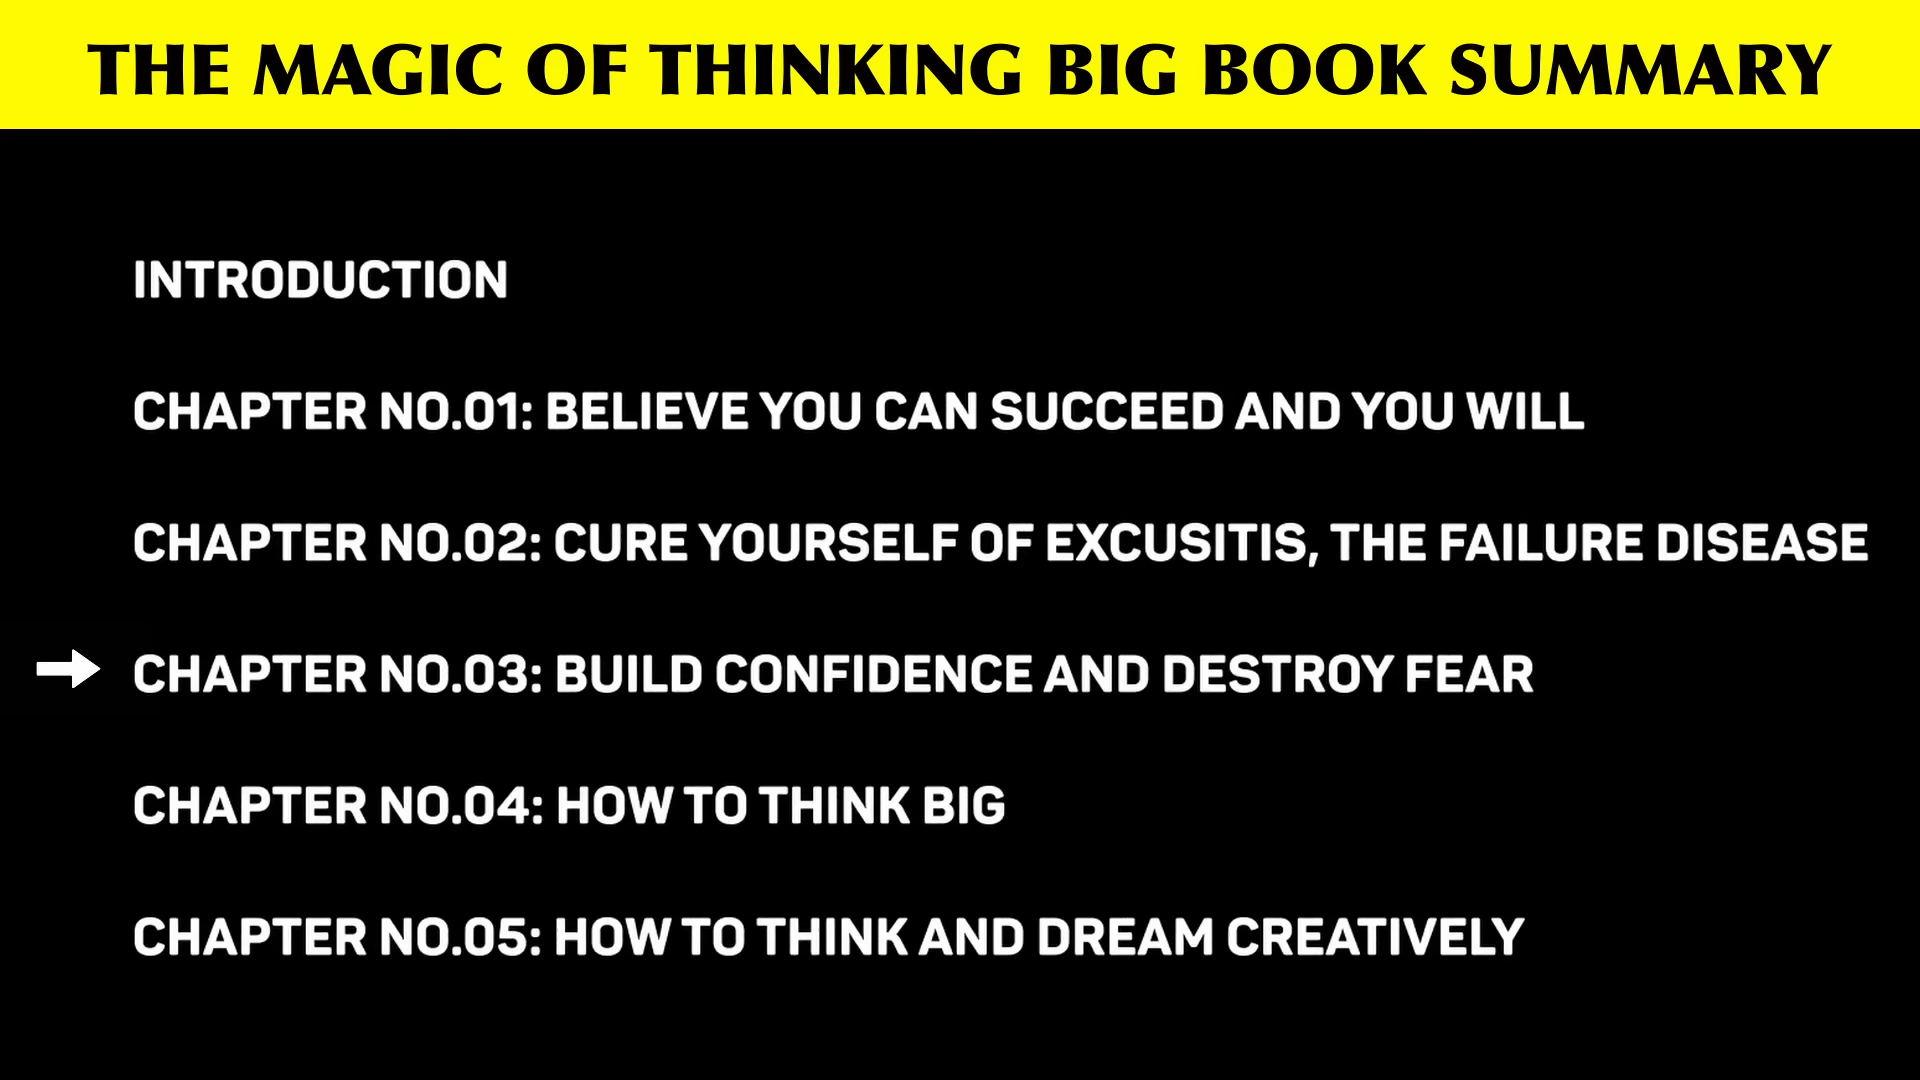 THE MAGIC OF THINKING BIG BOOK SUMMARY
INTRODUCTION
CHAPTER NO.01: BELIEVE YOU CAN SUCCEED AND YOU WILL
CHAPTER NO.02: CURE YOURSELF OF EXCUSITIS, THE FAILURE DISEASE
CHAPTER NO.03: BUILD CONFIDENCE AND DESTROY FEAR
CHAPTER NO.04: HOW TO THINK BIG
CHAPTER NO.05: HOW TO THINK AND DREAM CREATIVELY